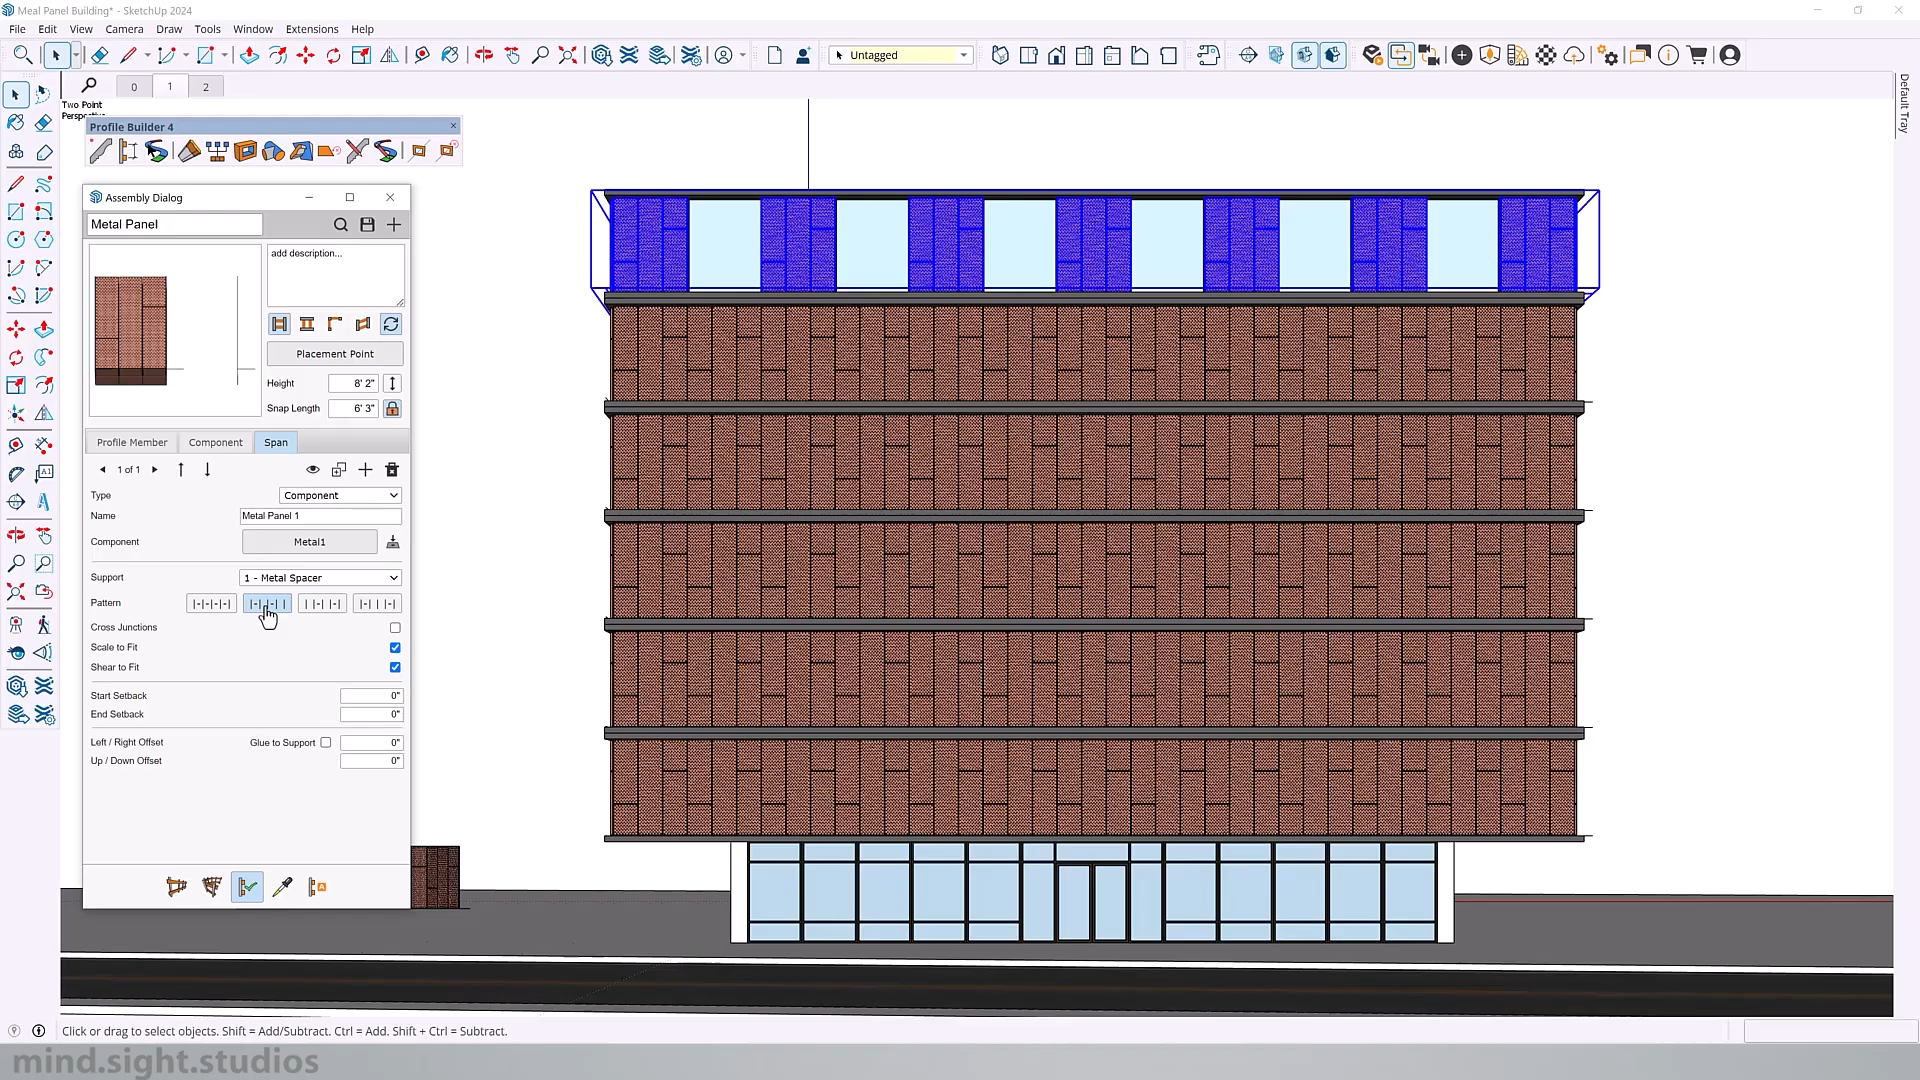 Meal Panel Building* - SketchUp 2024
File Edit View Camera Draw Tools Window Extensions Help
Untagged
0 1 2
Default Tray
Two Point
Perspective
Profile Builder 4
Assembly Dialog
Metal Panel
add description...
Placement Point
Height 8' 2"
Snap Length 6' 3"
Profile Member Component Span
1 of 1
Type Component
Name Metal Panel 1
Component Metal1
Support 1 - Metal Spacer
Pattern
Cross Junctions
Scale to Fit
Shear to Fit
Start Setback 0"
End Setback 0"
Left / Right Offset Glue to Support 0"
Up / Down Offset 0"
Click or drag to select objects. Shift = Add/Subtract. Ctrl = Add. Shift + Ctrl = Subtract.
mind.sight.studios